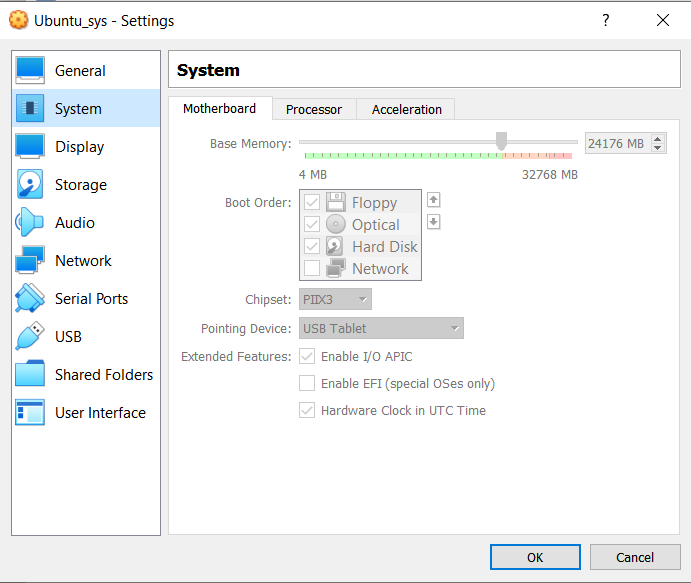 Ubuntu_sys - Settings
?
General
System
Display
Storage
Audio
Network
Serial Ports
USB
Shared Folders
User Interface
System
Motherboard
Processor
Acceleration
Base Memory:
24176 MB
4 MB
32768 MB
Boot Order:
Floppy
Optical
Hard Disk
Network
Chipset:
PIIX3
Pointing Device:
USB Tablet
Extended Features:
Enable I/O APIC
Enable EFI (special OSes only)
Hardware Clock in UTC Time
OK
Cancel